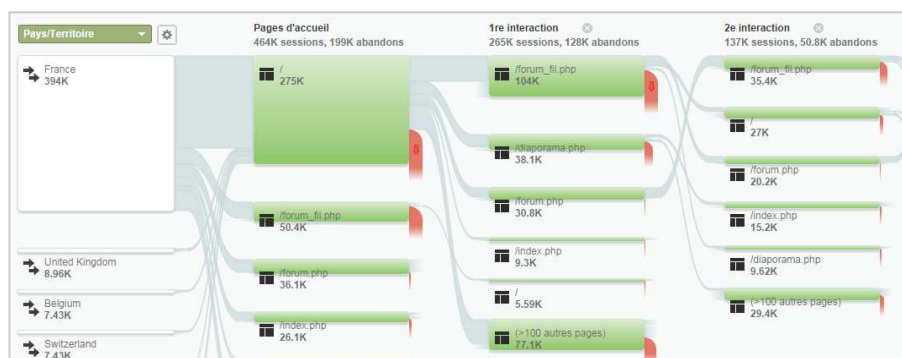 Pays/Territoire
France
394K
United Kingdom
8.96K
Belgium
7.43K
Switzerland
7.43K
Pages d'accueil
464K sessions, 199K abandons
/
275K
/forum_fil.php
50.4K
/forum.php
36.1K
/index.php
26.1K
1re interaction
265K sessions, 128K abandons
/forum_fil.php
104K
/diaporama.php
38.1K
/forum.php
30.8K
/index.php
9.3K
/
5.59K
(>100 autres pages)
77.1K
2e interaction
137K sessions, 50.8K abandons
/forum_fil.php
35.4K
/
27K
/forum.php
20.2K
/index.php
15.2K
/diaporama.php
9.62K
(>100 autres pages)
29.4K